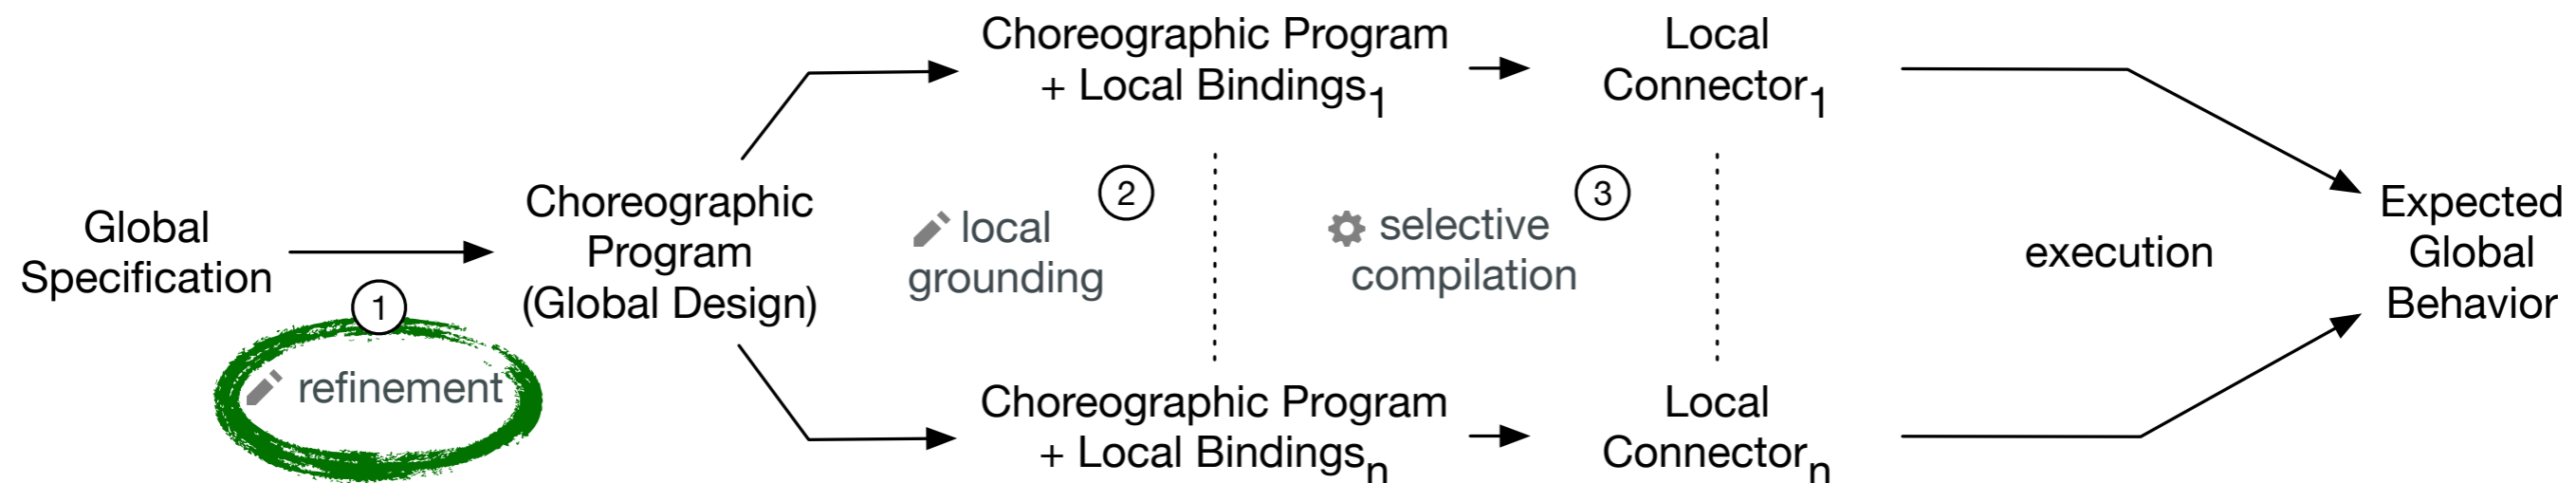 Global
Specification
1
refinement
Choreographic
Program
(Global Design)
Choreographic Program
+ Local Bindings1
Local
Connector1
local
grounding
2
selective
compilation
3
Choreographic Program
+ Local Bindingsn
Local
Connectorn
execution
Expected
Global
Behavior